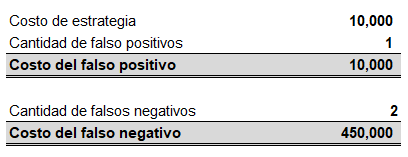 Costo de estrategia 10,000
Cantidad de falso positivos 1
Costo del falso positivo 10,000
Cantidad de falsos negativos 2
Costo del falso negativo 450,000